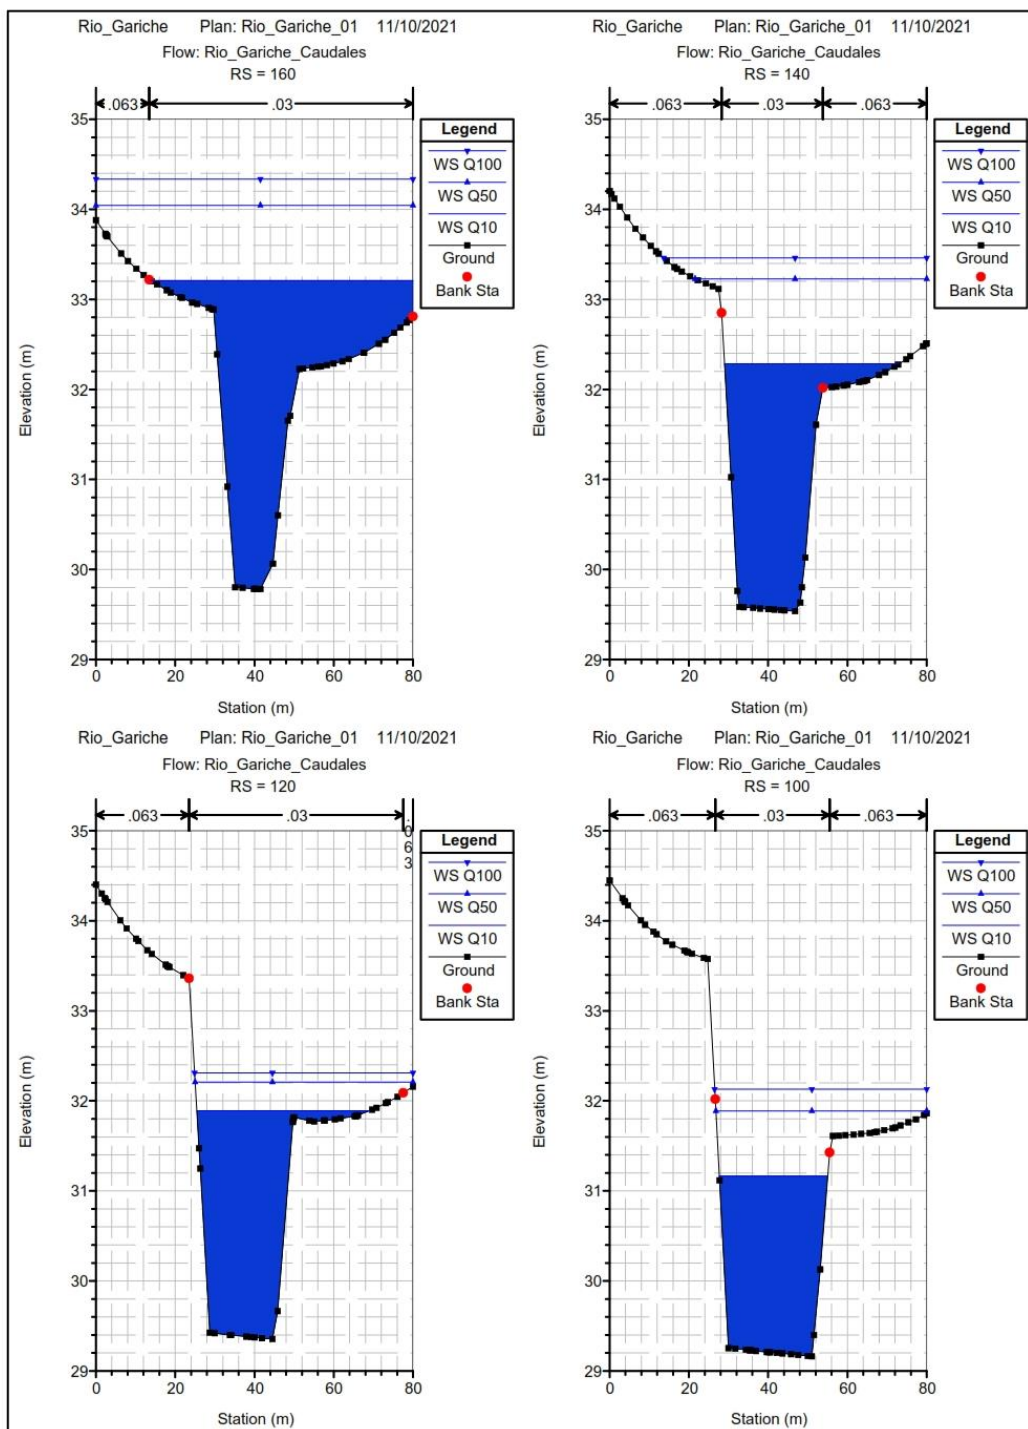 Rio_Gariche Plan: Rio_Gariche_01 11/10/2021
Flow: Rio_Gariche_Caudales
RS = 160
.063 .03
35
34
33
32
31
30
29
0 20 40 60 80
Elevation (m)
Station (m)
Legend
WS Q100
WS Q50
WS Q10
Ground
Bank Sta
Rio_Gariche Plan: Rio_Gariche_01 11/10/2021
Flow: Rio_Gariche_Caudales
RS = 140
.063 .03 .063
35
34
33
32
31
30
29
0 20 40 60 80
Elevation (m)
Station (m)
Legend
WS Q100
WS Q50
WS Q10
Ground
Bank Sta
Rio_Gariche Plan: Rio_Gariche_01 11/10/2021
Flow: Rio_Gariche_Caudales
RS = 120
.063 .03 .063
35
34
33
32
31
30
29
0 20 40 60 80
Elevation (m)
Station (m)
Legend
WS Q100
WS Q50
WS Q10
Ground
Bank Sta
Rio_Gariche Plan: Rio_Gariche_01 11/10/2021
Flow: Rio_Gariche_Caudales
RS = 100
.063 .03 .063
35
34
33
32
31
30
29
0 20 40 60 80
Elevation (m)
Station (m)
Legend
WS Q100
WS Q50
WS Q10
Ground
Bank Sta